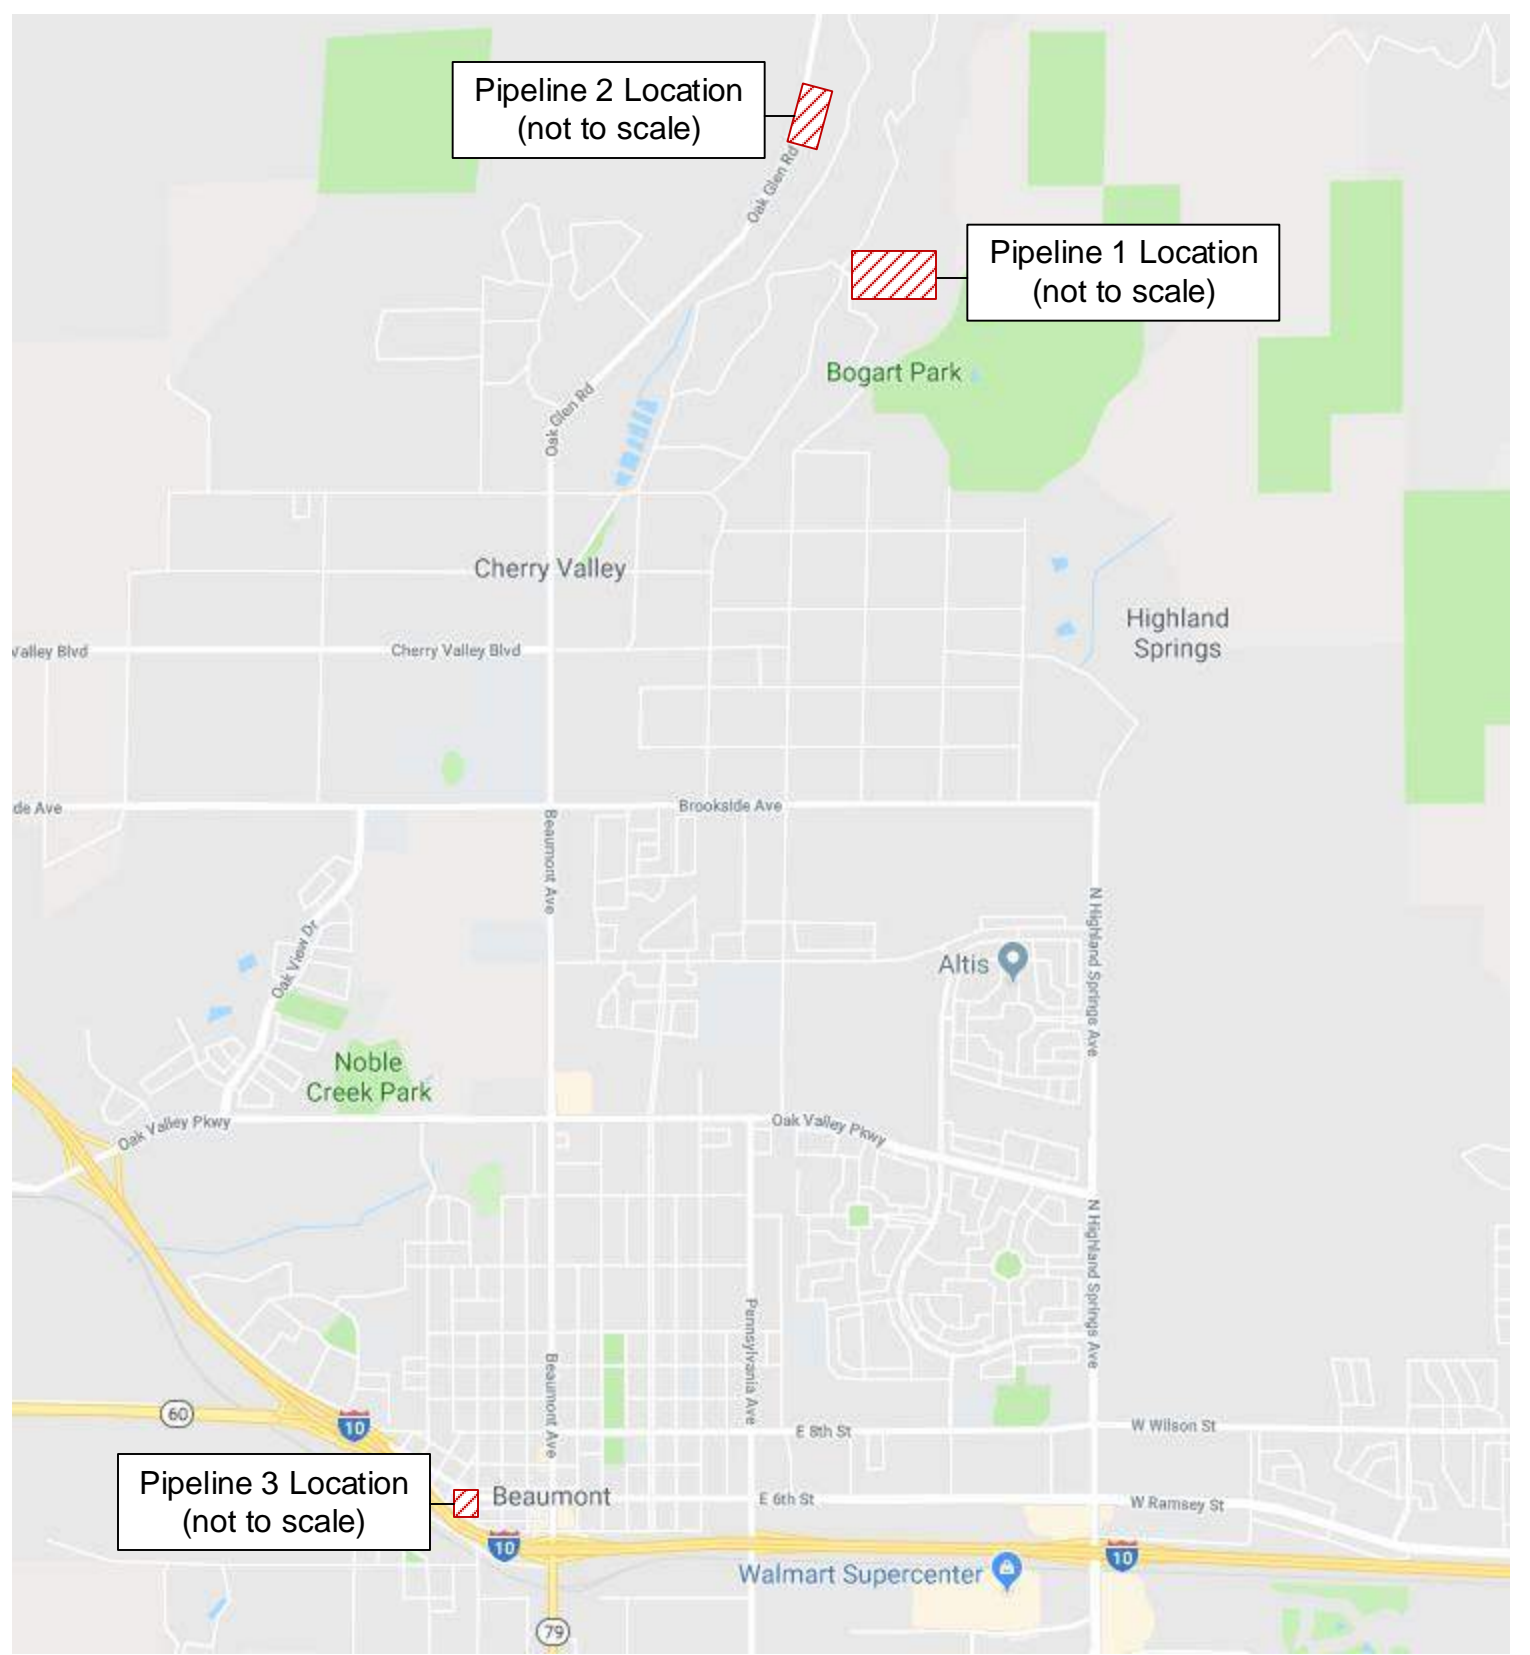 Pipeline 2 Location
(not to scale)
Oak Glen Rd
Pipeline 1 Location
(not to scale)
Bogart Park
Oak Glen Rd
Cherry Valley
Highland
Springs
Valley Blvd
Cherry Valley Blvd
de Ave
Brookside Ave
Beaumont Ave
N Highland Springs Ave
Oak View Dr
Altis
Noble
Creek Park
Oak Valley Pkwy
Oak Valley Pkwy
N Highland Springs Ave
Pennsylvania Ave
Beaumont Ave
60
10
E 8th St
W Wilson St
Pipeline 3 Location
(not to scale)
Beaumont
E 6th St
W Ramsey St
10
10
Walmart Supercenter
79